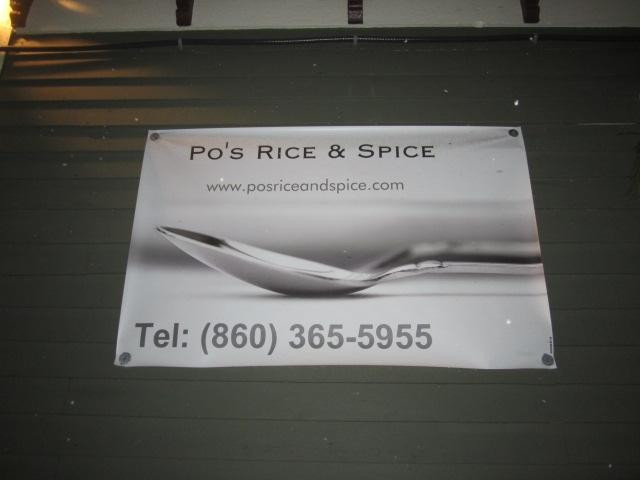 Po's Rice & Spice
www.posriceandspice.com
Tel: (860) 365-5955